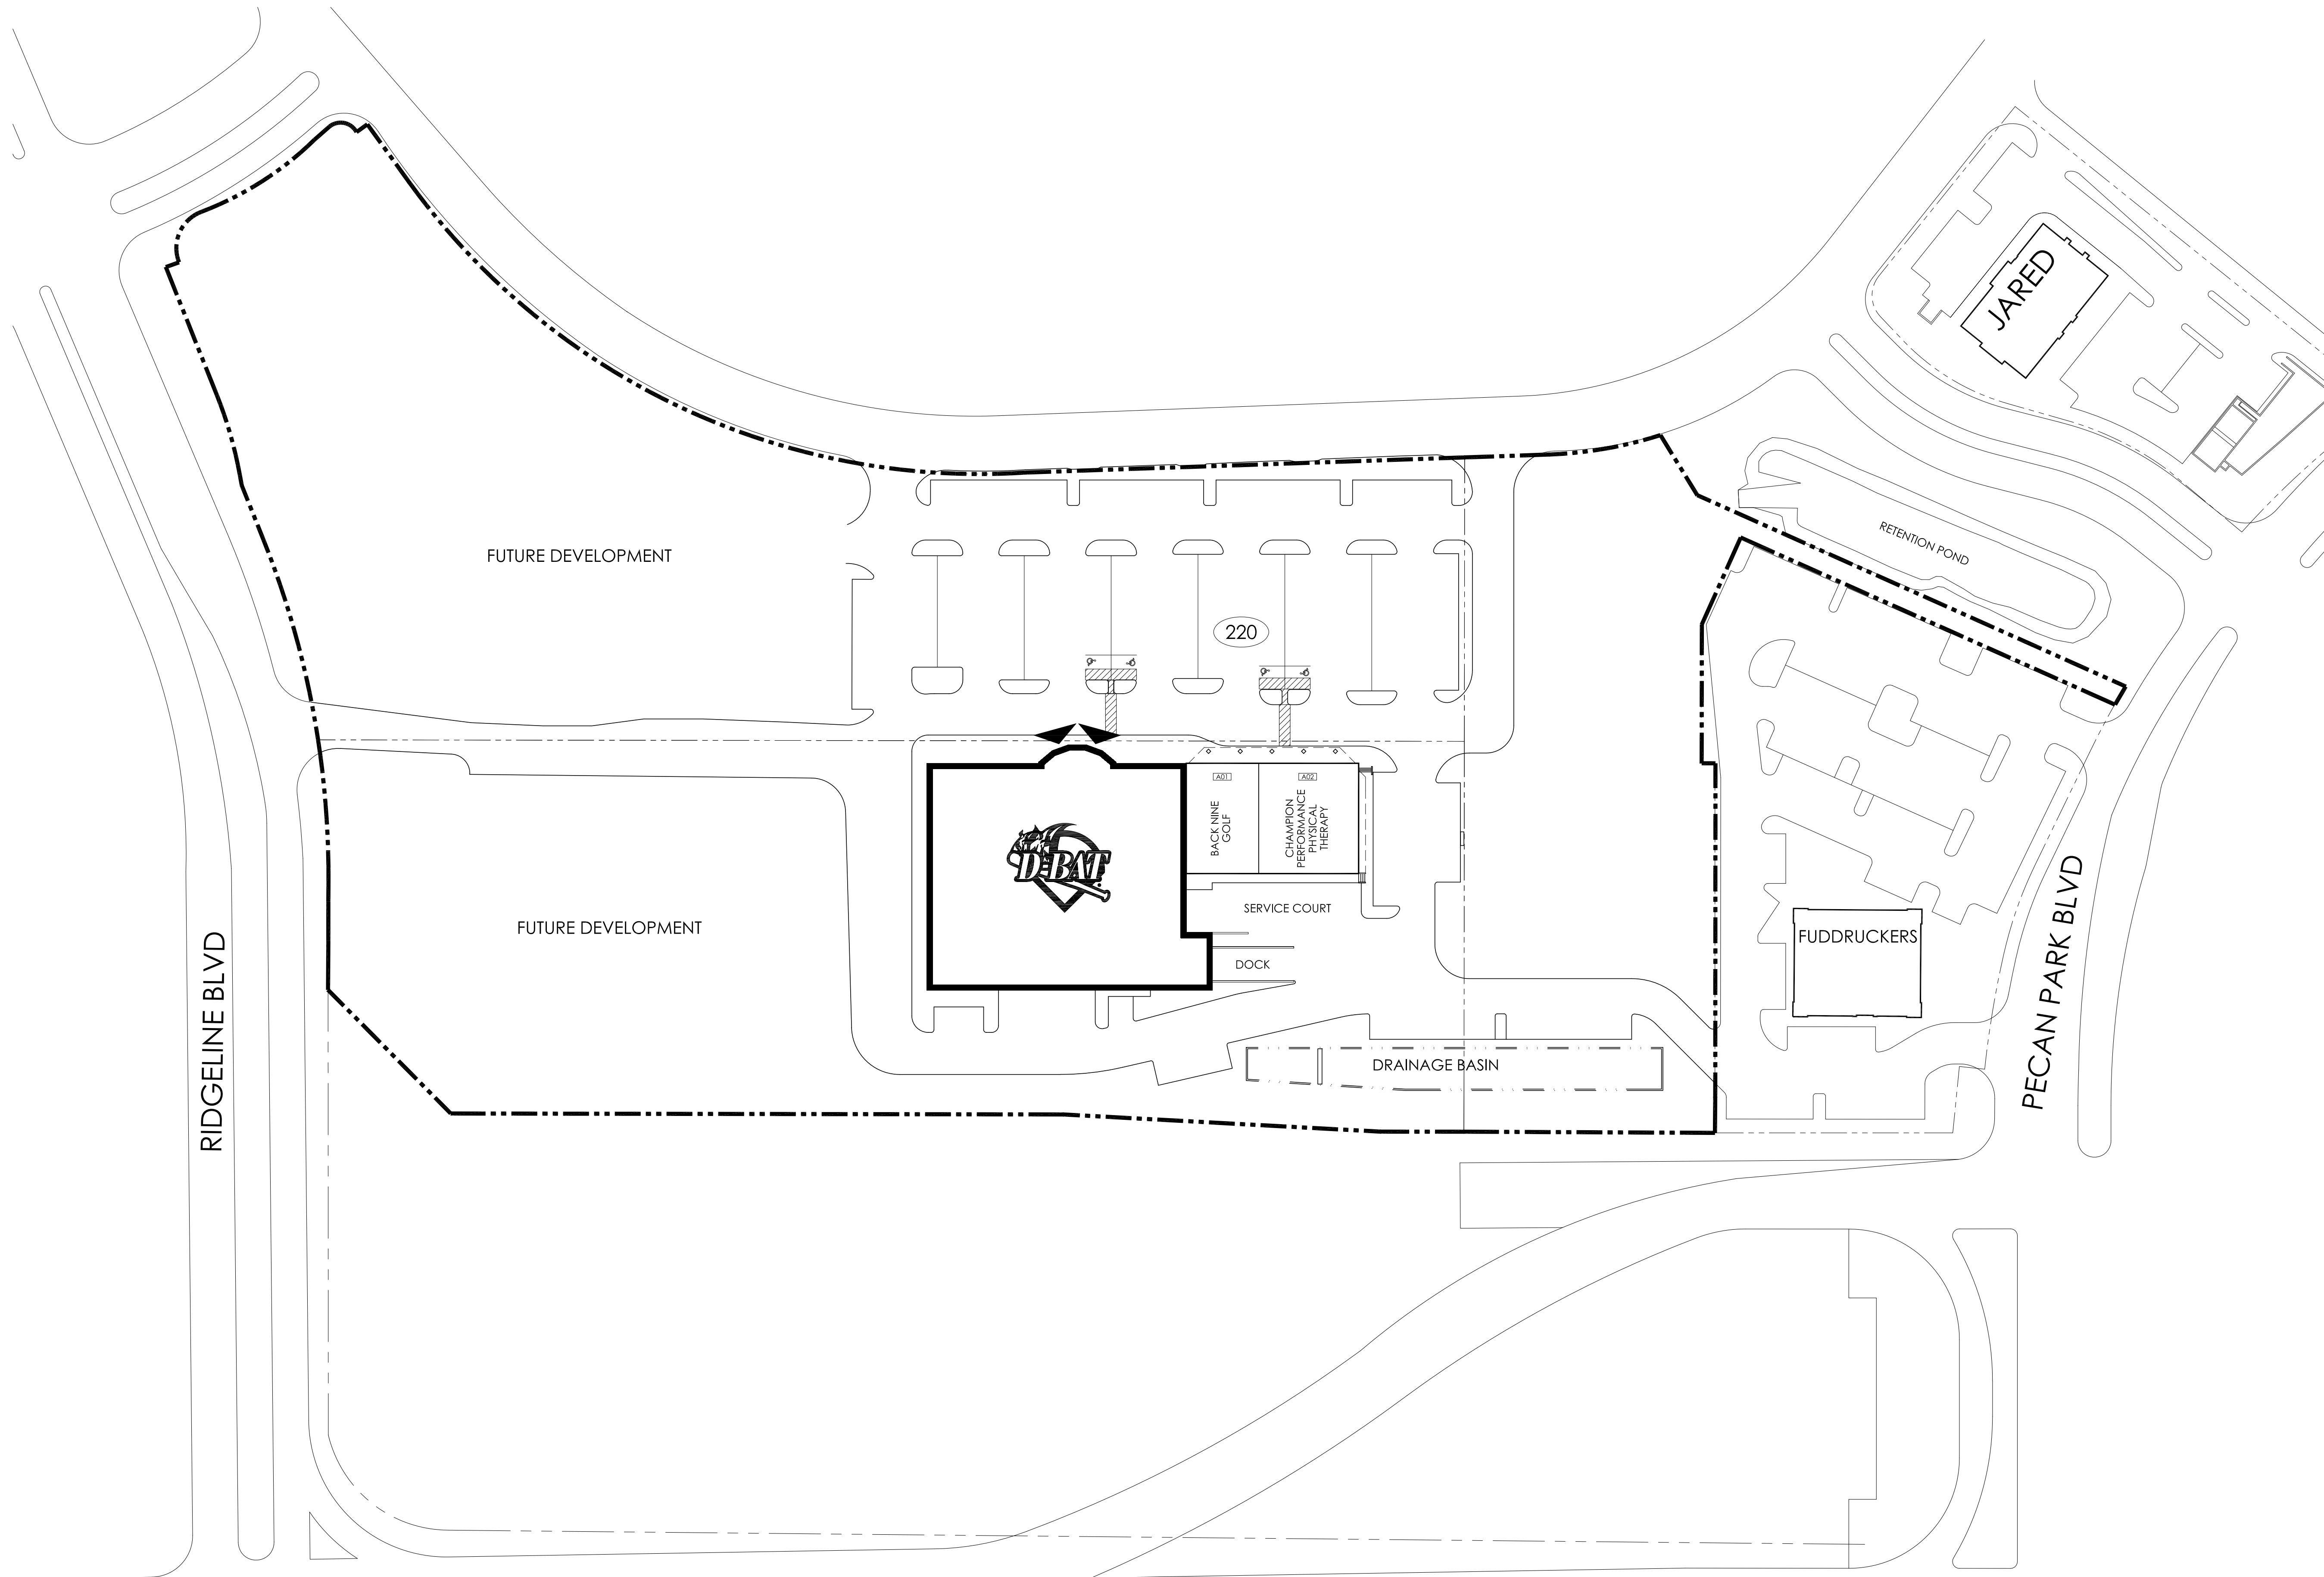 JARED
RETENTION POND
FUTURE DEVELOPMENT
220
A01
A02
BACK NINE
GOLF
CHAMPION
PERFORMANCE
PHYSICAL
THERAPY
D-BAT
SERVICE COURT
FUTURE DEVELOPMENT
DOCK
FUDDRUCKERS
DRAINAGE BASIN
RIDGELINE BLVD
PECAN PARK BLVD